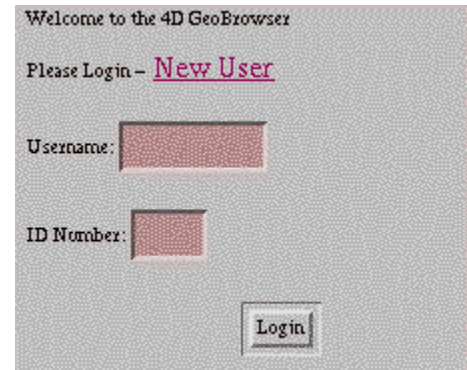 Welcome to the 4D GeoBrowser
Please Login – New User
Username:
ID Number:
Login